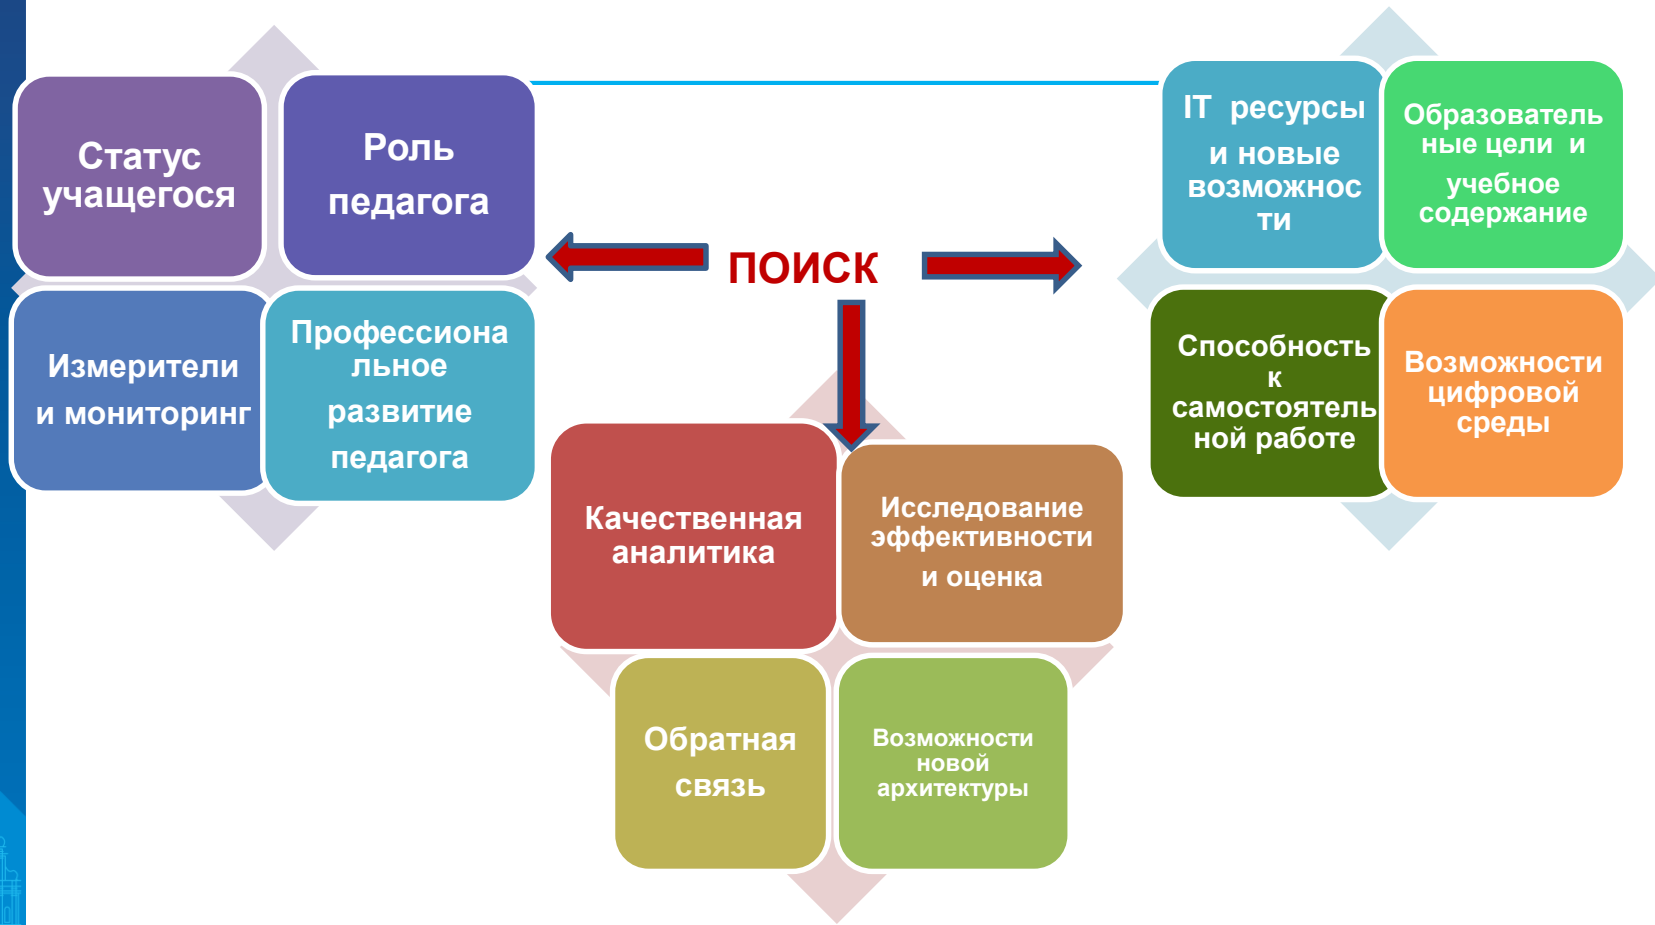 Статус
учащегося
Роль
педагога
Измерители
и мониторинг
Профессиона
льное
развитие
педагога
ПОИСК
IT ресурсы
и новые
возможнос
ти
Образователь
ные цели и
учебное
содержание
Способность
к
самостоятель
ной работе
Возможности
цифровой
среды
Качественная
аналитика
Исследование
эффективности
и оценка
Обратная
связь
Возможности
новой
архитектуры